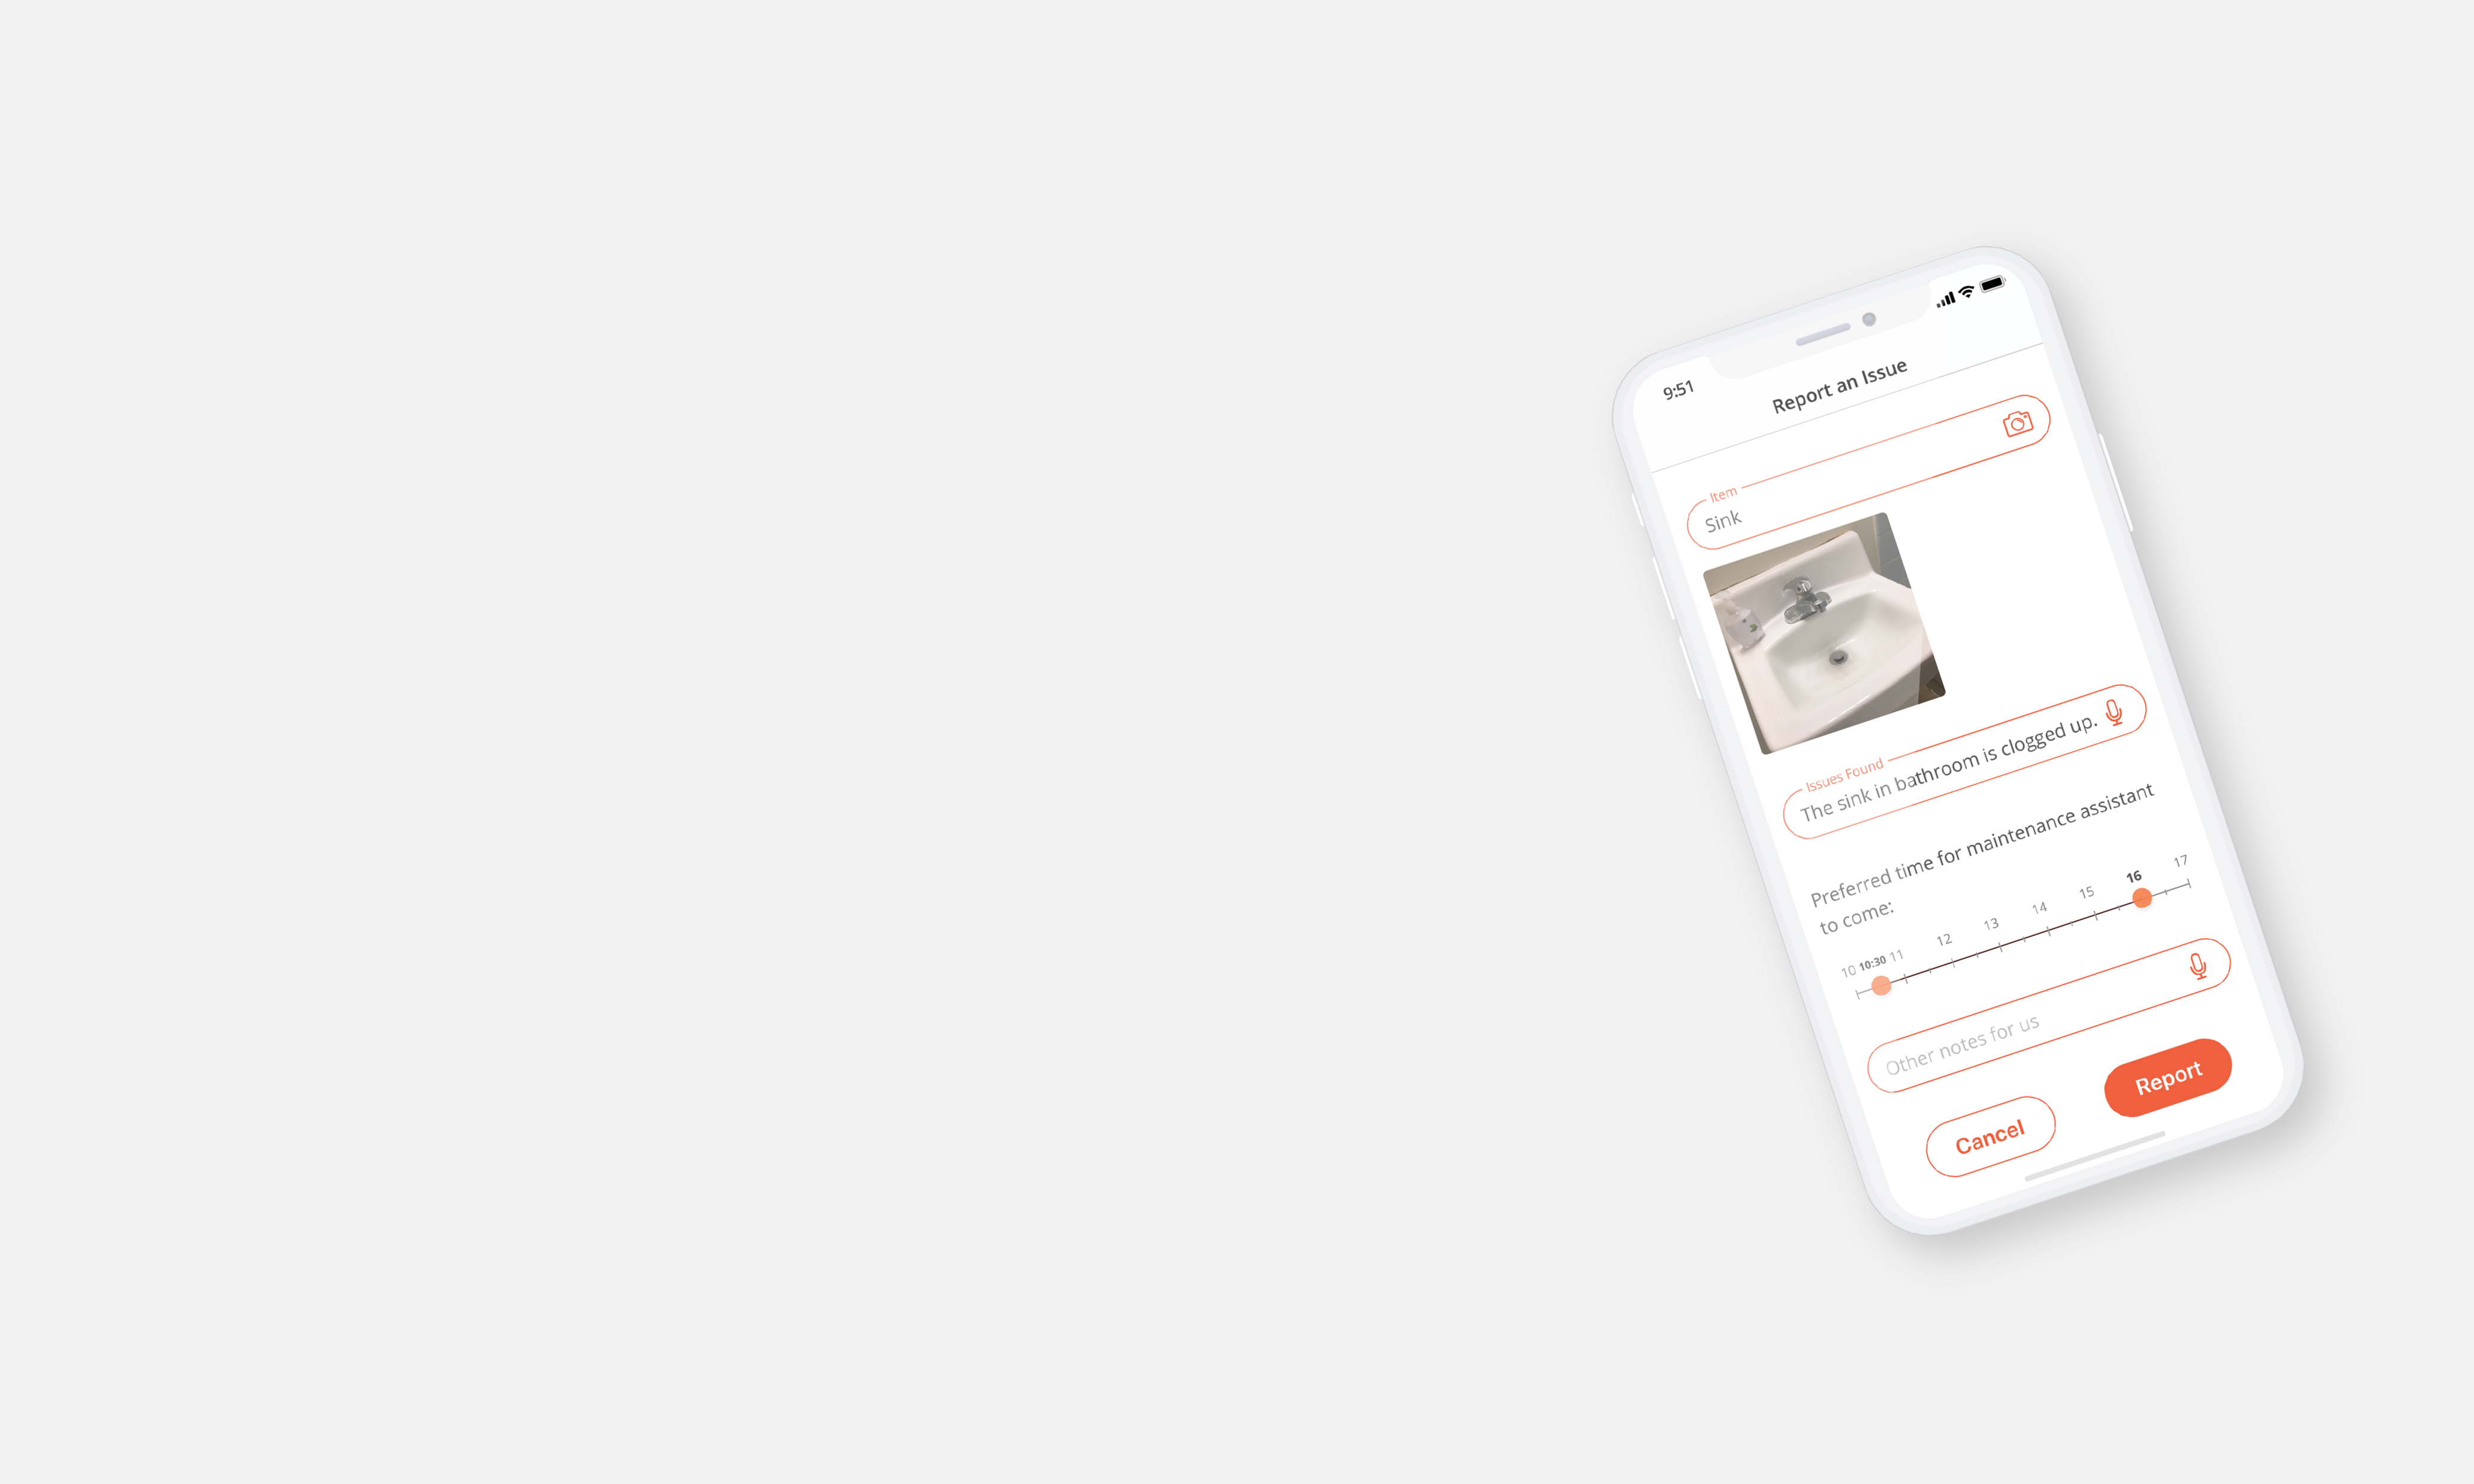 9:51
Report an Issue
Item
Sink
Issues Found
The sink in bathroom is clogged up.
Preferred time for maintenance assistant
to come:
10 10:30 11 12 13 14 15 16 17
Other notes for us
Cancel Report